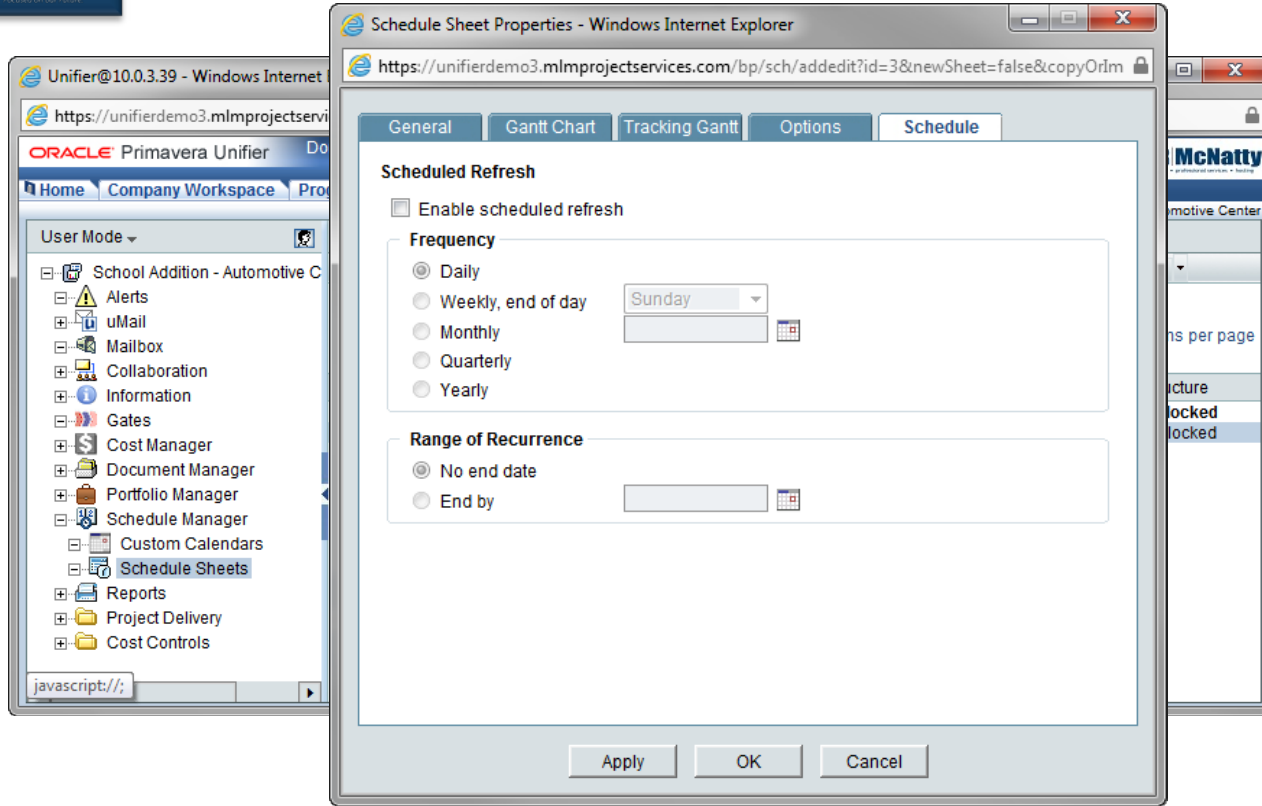 Schedule Sheet Properties - Windows Internet Explorer
https://unifierdemo3.mlmprojectservices.com/bp/sch/addedit?id=3&newSheet=false&copyOrIm
General
Gantt Chart
Tracking Gantt
Options
Schedule
Scheduled Refresh
Enable scheduled refresh
Frequency
Daily
Weekly, end of day
Sunday
Monthly
Quarterly
Yearly
Range of Recurrence
No end date
End by
Apply
OK
Cancel
Unifier@10.0.3.39 - Windows Internet
https://unifierdemo3.mlmprojectservi
ORACLE Primavera Unifier
Do
Home
Company Workspace
Prog
User Mode
School Addition - Automotive C
Alerts
uMail
Mailbox
Collaboration
Information
Gates
Cost Manager
Document Manager
Portfolio Manager
Schedule Manager
Custom Calendars
Schedule Sheets
Reports
Project Delivery
Cost Controls
javascript://;
McNatty
omotive Center
ns per page
ucture
locked
locked